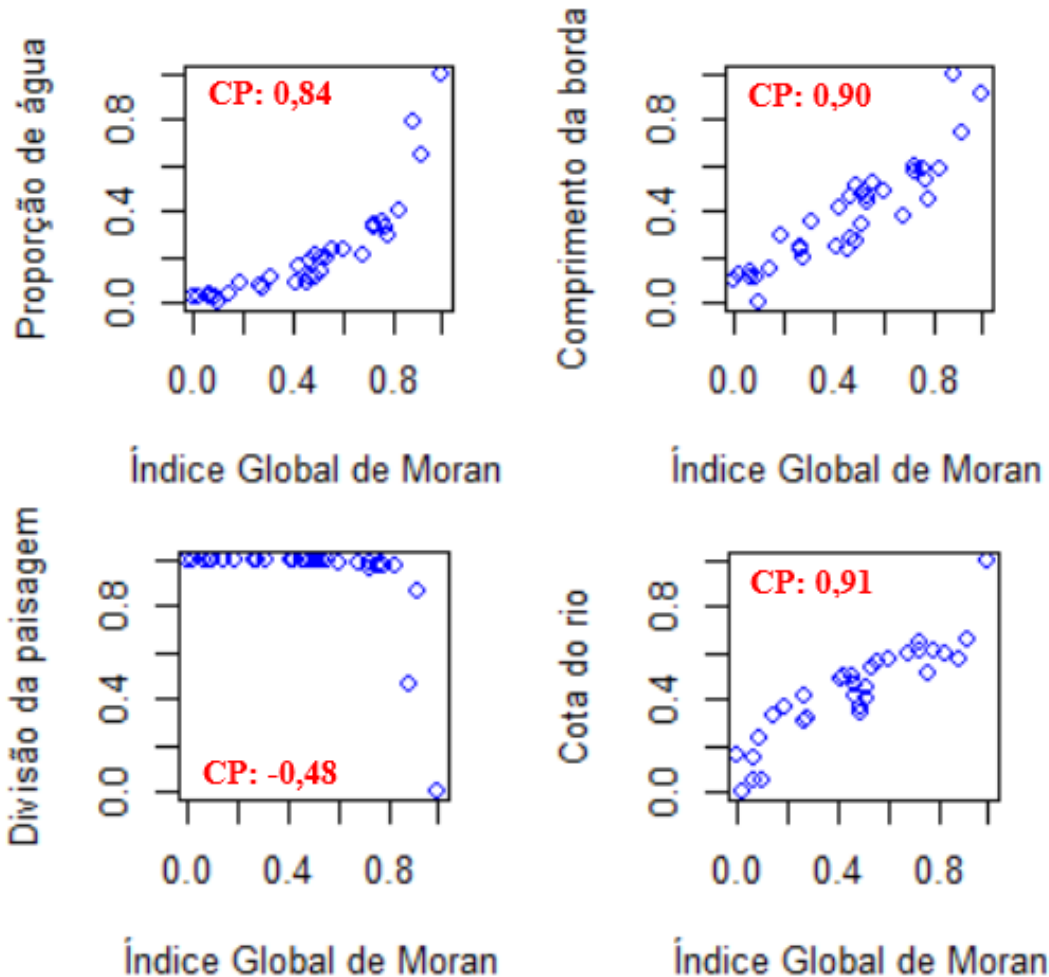 Proporção de água
CP: 0,84
0.0 0.4 0.8
0.0 0.4 0.8
Índice Global de Moran
Comprimento da borda
CP: 0,90
0.0 0.4 0.8
0.0 0.4 0.8
Índice Global de Moran
Divisão da paisagem
CP: -0,48
0.0 0.4 0.8
0.0 0.4 0.8
Índice Global de Moran
Cota do rio
CP: 0,91
0.0 0.4 0.8
0.0 0.4 0.8
Índice Global de Moran